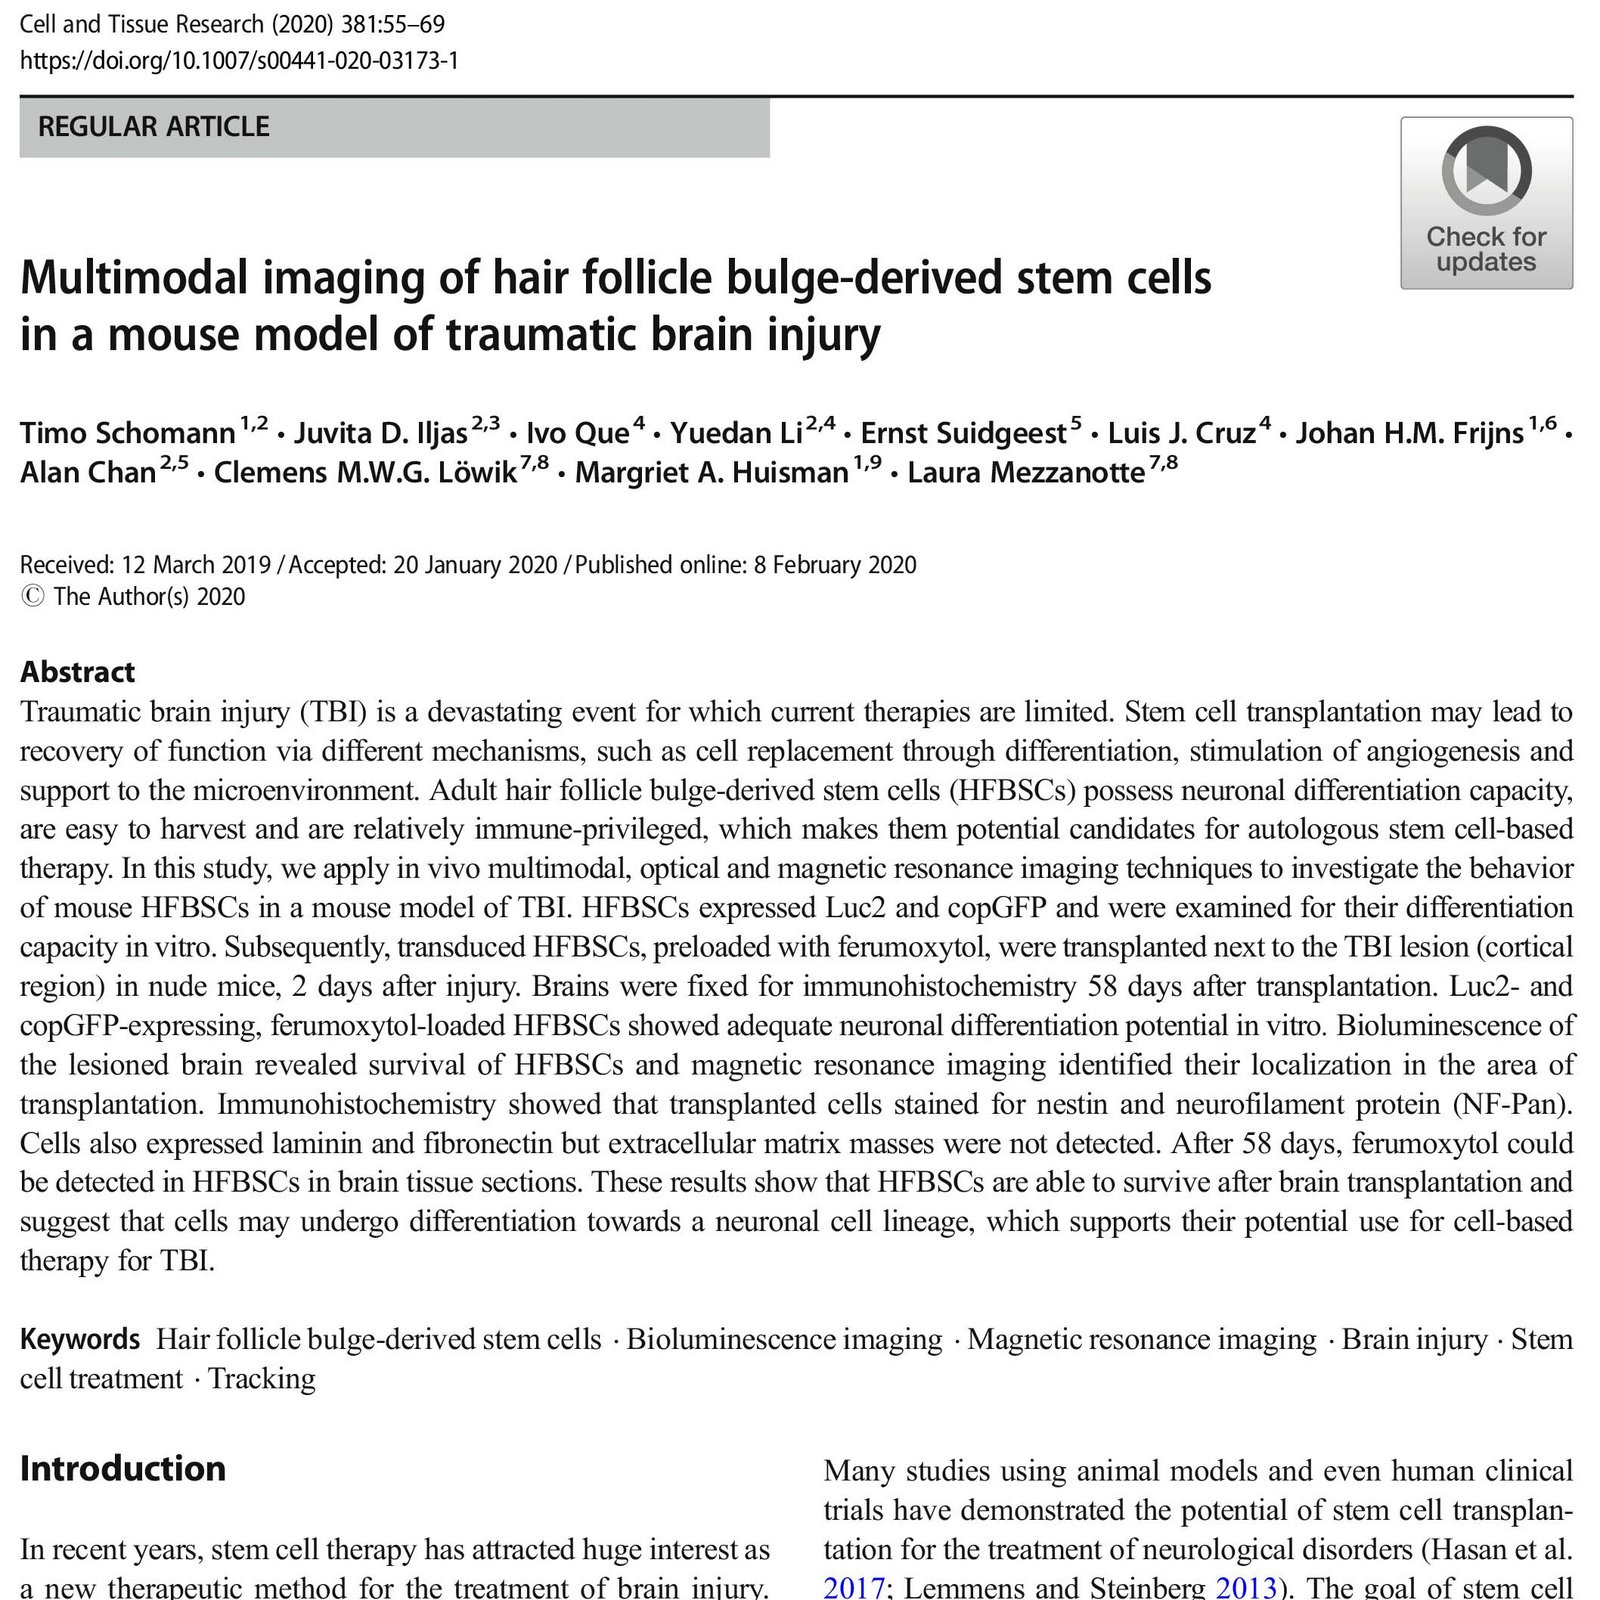 Cell and Tissue Research (2020) 381:55–69
https://doi.org/10.1007/s00441-020-03173-1
REGULAR ARTICLE
Check for
updates
Multimodal imaging of hair follicle bulge-derived stem cells
in a mouse model of traumatic brain injury
Timo Schomann 1,2 · Juvita D. Iljas 2,3 · Ivo Que 4 · Yuedan Li 2,4 · Ernst Suidgeest 5 · Luis J. Cruz 4 · Johan H.M. Frijns 1,6 ·
Alan Chan 2,5 · Clemens M.W.G. Löwik 7,8 · Margriet A. Huisman 1,9 · Laura Mezzanotte 7,8
Received: 12 March 2019 / Accepted: 20 January 2020 / Published online: 8 February 2020
© The Author(s) 2020
Abstract
Traumatic brain injury (TBI) is a devastating event for which current therapies are limited. Stem cell transplantation may lead to
recovery of function via different mechanisms, such as cell replacement through differentiation, stimulation of angiogenesis and
support to the microenvironment. Adult hair follicle bulge-derived stem cells (HFBSCs) possess neuronal differentiation capacity,
are easy to harvest and are relatively immune-privileged, which makes them potential candidates for autologous stem cell-based
therapy. In this study, we apply in vivo multimodal, optical and magnetic resonance imaging techniques to investigate the behavior
of mouse HFBSCs in a mouse model of TBI. HFBSCs expressed Luc2 and copGFP and were examined for their differentiation
capacity in vitro. Subsequently, transduced HFBSCs, preloaded with ferumoxytol, were transplanted next to the TBI lesion (cortical
region) in nude mice, 2 days after injury. Brains were fixed for immunohistochemistry 58 days after transplantation. Luc2- and
copGFP-expressing, ferumoxytol-loaded HFBSCs showed adequate neuronal differentiation potential in vitro. Bioluminescence of
the lesioned brain revealed survival of HFBSCs and magnetic resonance imaging identified their localization in the area of
transplantation. Immunohistochemistry showed that transplanted cells stained for nestin and neurofilament protein (NF-Pan).
Cells also expressed laminin and fibronectin but extracellular matrix masses were not detected. After 58 days, ferumoxytol could
be detected in HFBSCs in brain tissue sections. These results show that HFBSCs are able to survive after brain transplantation and
suggest that cells may undergo differentiation towards a neuronal cell lineage, which supports their potential use for cell-based
therapy for TBI.
Keywords Hair follicle bulge-derived stem cells · Bioluminescence imaging · Magnetic resonance imaging · Brain injury · Stem
cell treatment · Tracking
Introduction
In recent years, stem cell therapy has attracted huge interest as
a new therapeutic method for the treatment of brain injury.
Many studies using animal models and even human clinical
trials have demonstrated the potential of stem cell transplan-
tation for the treatment of neurological disorders (Hasan et al.
2017; Lemmens and Steinberg 2013). The goal of stem cell